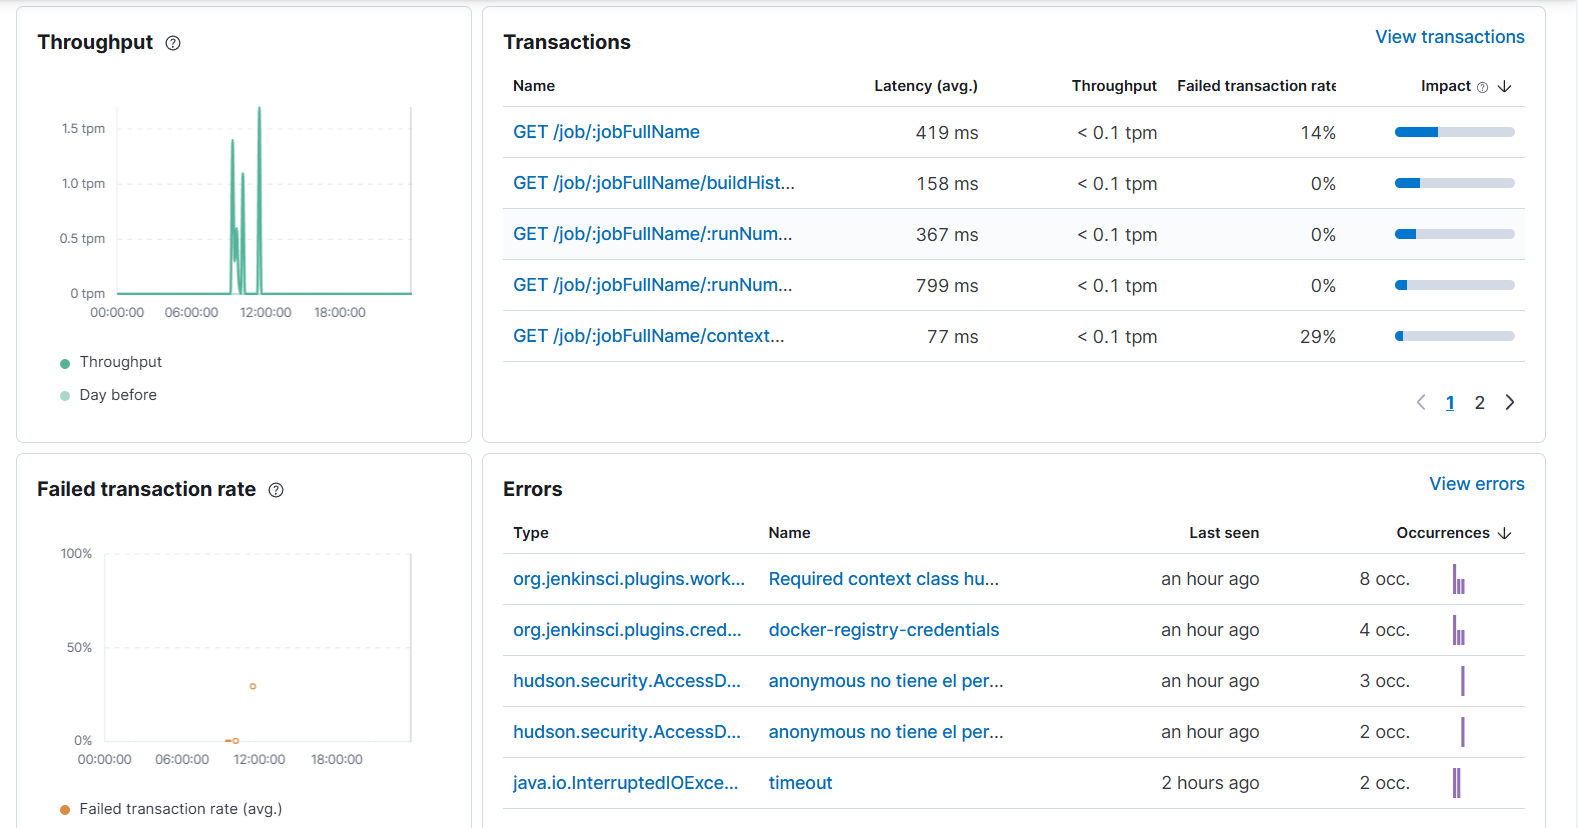 Throughput
1.5 tpm
1.0 tpm
0.5 tpm
0 tpm
00:00:00 06:00:00 12:00:00 18:00:00
Throughput
Day before
Transactions
View transactions
Name Latency (avg.) Throughput Failed transaction rate Impact
GET /job/:jobFullName 419 ms < 0.1 tpm 14%
GET /job/:jobFullName/buildHist... 158 ms < 0.1 tpm 0%
GET /job/:jobFullName/:runNum... 367 ms < 0.1 tpm 0%
GET /job/:jobFullName/:runNum... 799 ms < 0.1 tpm 0%
GET /job/:jobFullName/context... 77 ms < 0.1 tpm 29%
1 2
Failed transaction rate
100%
50%
0%
00:00:00 06:00:00 12:00:00 18:00:00
Failed transaction rate (avg.)
Errors
View errors
Type Name Last seen Occurrences
org.jenkinsci.plugins.work... Required context class hu... an hour ago 8 occ.
org.jenkinsci.plugins.cred... docker-registry-credentials an hour ago 4 occ.
hudson.security.AccessD... anonymous no tiene el per... an hour ago 3 occ.
hudson.security.AccessD... anonymous no tiene el per... an hour ago 2 occ.
java.io.InterruptedIOExce... timeout 2 hours ago 2 occ.